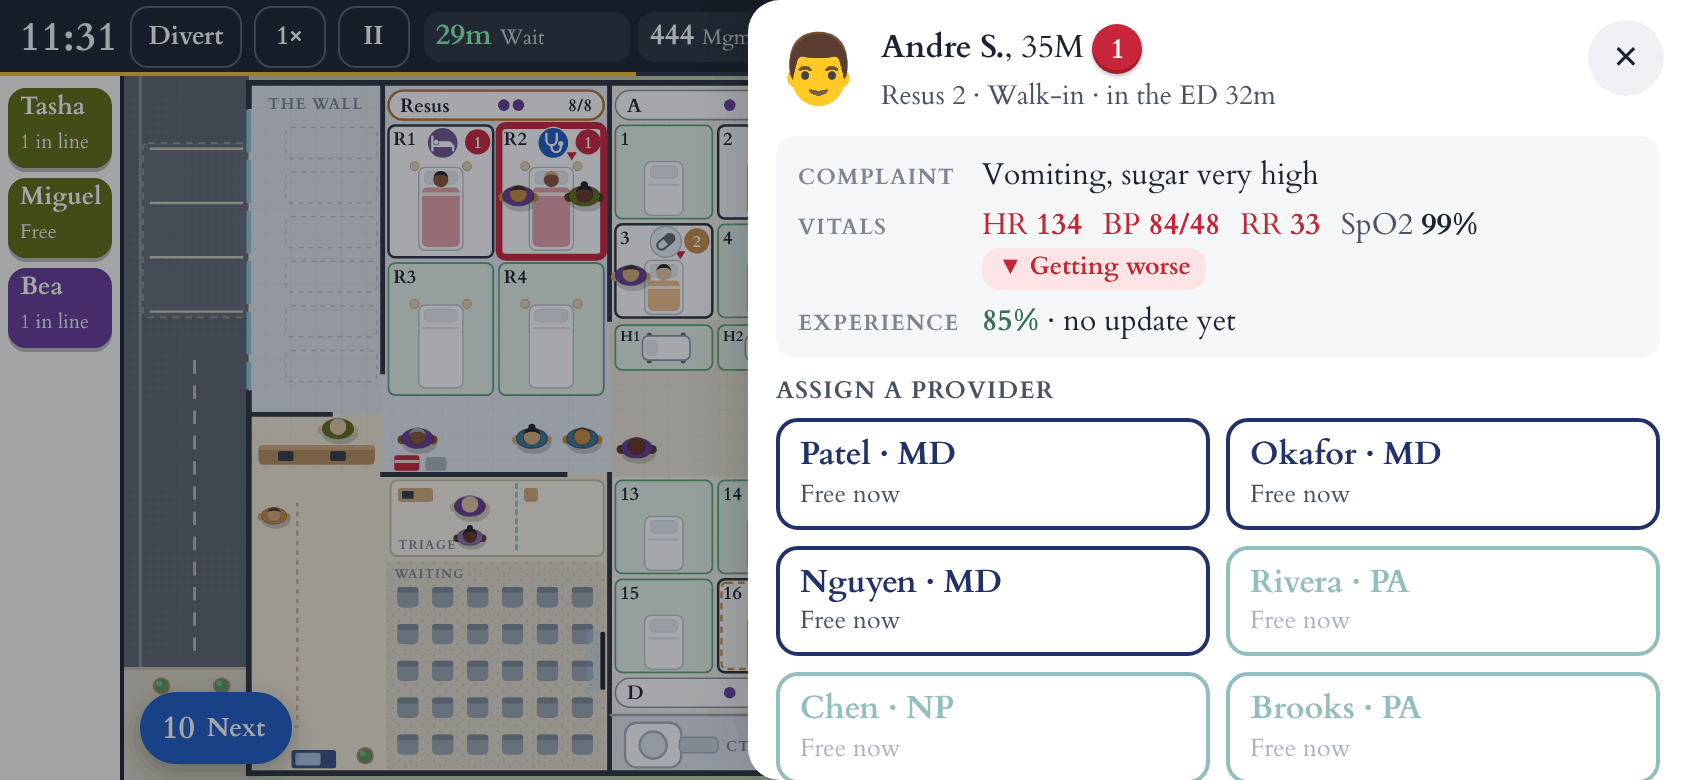 11:31
Divert
1×
II
29m Wait
444 Mgm
Tasha
1 in line
Miguel
Free
Bea
1 in line
THE WALL
Resus 8/8
A
R1 1
R2 1
1
2
3 2
4
R3
R4
H1
H2
13
14
TRIAGE
WAITING
15
16
D
CT
10 Next
Andre S., 35M 1
Resus 2 · Walk-in · in the ED 32m
×
COMPLAINT Vomiting, sugar very high
VITALS HR 134 BP 84/48 RR 33 SpO2 99%
▼ Getting worse
EXPERIENCE 85% · no update yet
ASSIGN A PROVIDER
Patel · MD
Free now
Okafor · MD
Free now
Nguyen · MD
Free now
Rivera · PA
Free now
Chen · NP
Free now
Brooks · PA
Free now